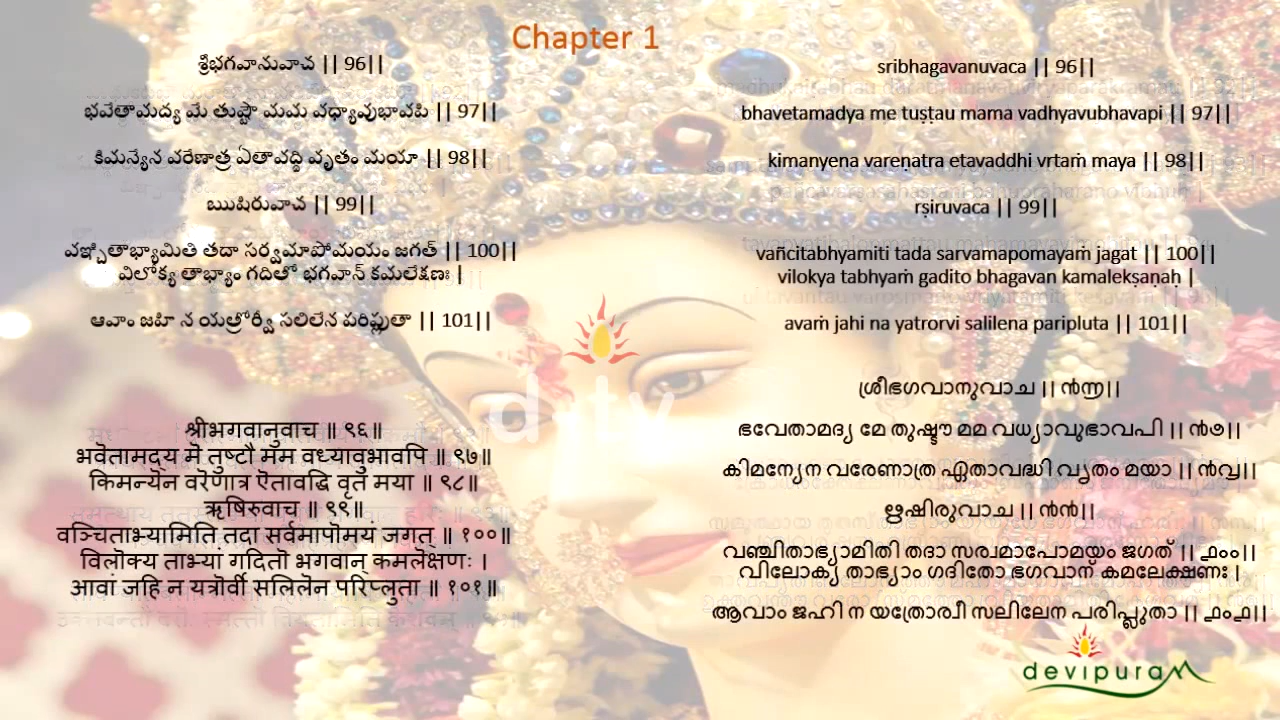 Chapter 1
శ్రీభగవానువాచ || 96||
భవేతామద్య మే తుష్టౌ మమ వధ్యావుభావపి || 97||
కిమన్యేన వరేణాత్ర ఏతావద్ధి వృతం మయా || 98||
ఋషిరువాచ || 99||
వఞ్చితాభ్యామితి తదా సర్వమాపోమయం జగత్ || 100||
విలోక్య తాభ్యాం గదితో భగవాన్ కమలేక్షణః |
ఆవాం జహి న యత్రోర్వీ సలిలేన పరిప్లుతా || 101||
श्रीभगवानुवाच ॥ ९६॥
भवॆतामद्य मॆ तुष्टौ मम वध्यावुभावपि ॥ ९७॥
किमन्यॆन वरॆणात्र ऎतावद्धि वृतं मया ॥ ९८॥
ऋषिरुवाच ॥ ९९॥
वञ्चिताभ्यामिति तदा सर्वमापॊमयं जगत् ॥ १००॥
विलॊक्य ताभ्यां गदितॊ भगवान् कमलॆक्षणः ।
आवां जहि न यत्रॊर्वी सलिलॆन परिप्लुता ॥ १०१॥
sribhagavanuvaca || 96||
bhavetamadya me tuṣṭau mama vadhyavubhavapi || 97||
kimanyena vareṇatra etavaddhi vrtaṁ maya || 98||
rṣiruvaca || 99||
vañcitabhyamiti tada sarvamapomayaṁ jagat || 100||
vilokya tabhyaṁ gadito bhagavan kamalekṣaṇaḥ |
avaṁ jahi na yatrorvi salilena paripluta || 101||
ശ്രീഭഗവാനുവാച || ൯൬||
ഭവേതാമദ്യ മേ തുഷ്ടൗ മമ വധ്യാവുഭാവപി || ൯൭||
കിമന്യേന വരേണാത്ര ഏതാവദ്ധി വൃതം മയാ || ൯൮||
ഋഷിരുവാച || ൯൯||
വഞ്ചിതാഭ്യാമിതി തദാ സര്വമാപോമയം ജഗത് || ൧൦൦||
വിലോക്യ താഭ്യാം ഗദിതോ ഭഗവാന് കമലേക്ഷണഃ |
ആവാം ജഹി ന യത്രോര്വീ സലിലേന പരിപ്ലുതാ || ൧൦൧||
d tv
devipuram